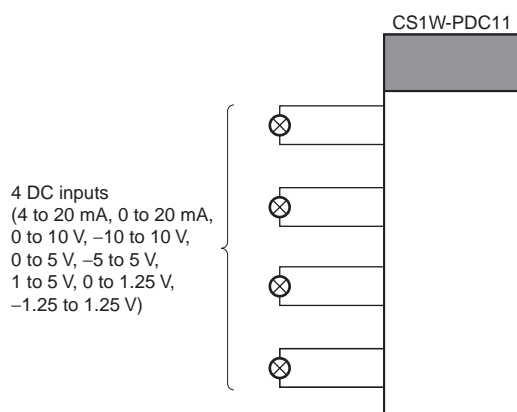 CS1W-PDC11
4 DC inputs
(4 to 20 mA, 0 to 20 mA,
0 to 10 V, −10 to 10 V,
0 to 5 V, −5 to 5 V,
1 to 5 V, 0 to 1.25 V,
−1.25 to 1.25 V)